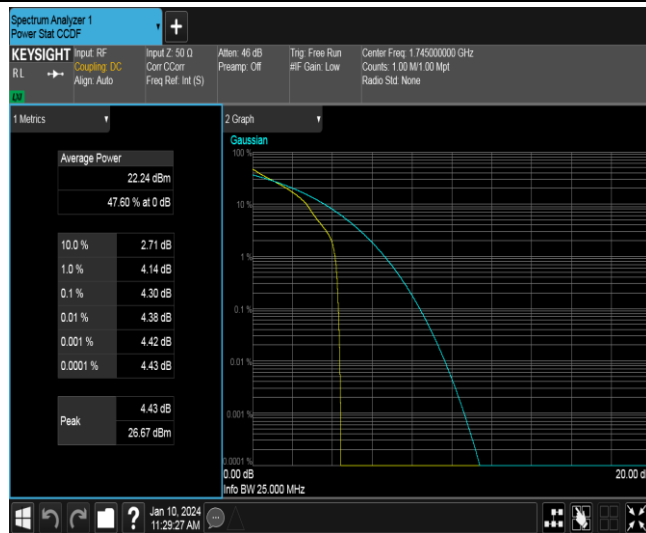 Spectrum Analyzer 1
Power Stat CCDF
KEYSIGHT
RL
LXI
Input: RF
Coupling: DC
Align: Auto
Input Z: 50 Ω
Corr CCorr
Freq Ref: Int (S)
Atten: 46 dB
Preamp: Off
Trig: Free Run
#IF Gain: Low
Center Freq: 1.745000000 GHz
Counts: 1.00 M/1.00 Mpt
Radio Std: None
1 Metrics
Average Power
22.24 dBm
47.60 % at 0 dB
10.0 % 2.71 dB
1.0 % 4.14 dB
0.1 % 4.30 dB
0.01 % 4.38 dB
0.001 % 4.42 dB
0.0001 % 4.43 dB
Peak
4.43 dB
26.67 dBm
2 Graph
Gaussian
100 %
10 %
1 %
0.1 %
0.01 %
0.001 %
0.0001 %
0.00 dB
20.00 d
Info BW 25.000 MHz
?
Jan 10, 2024
11:29:27 AM